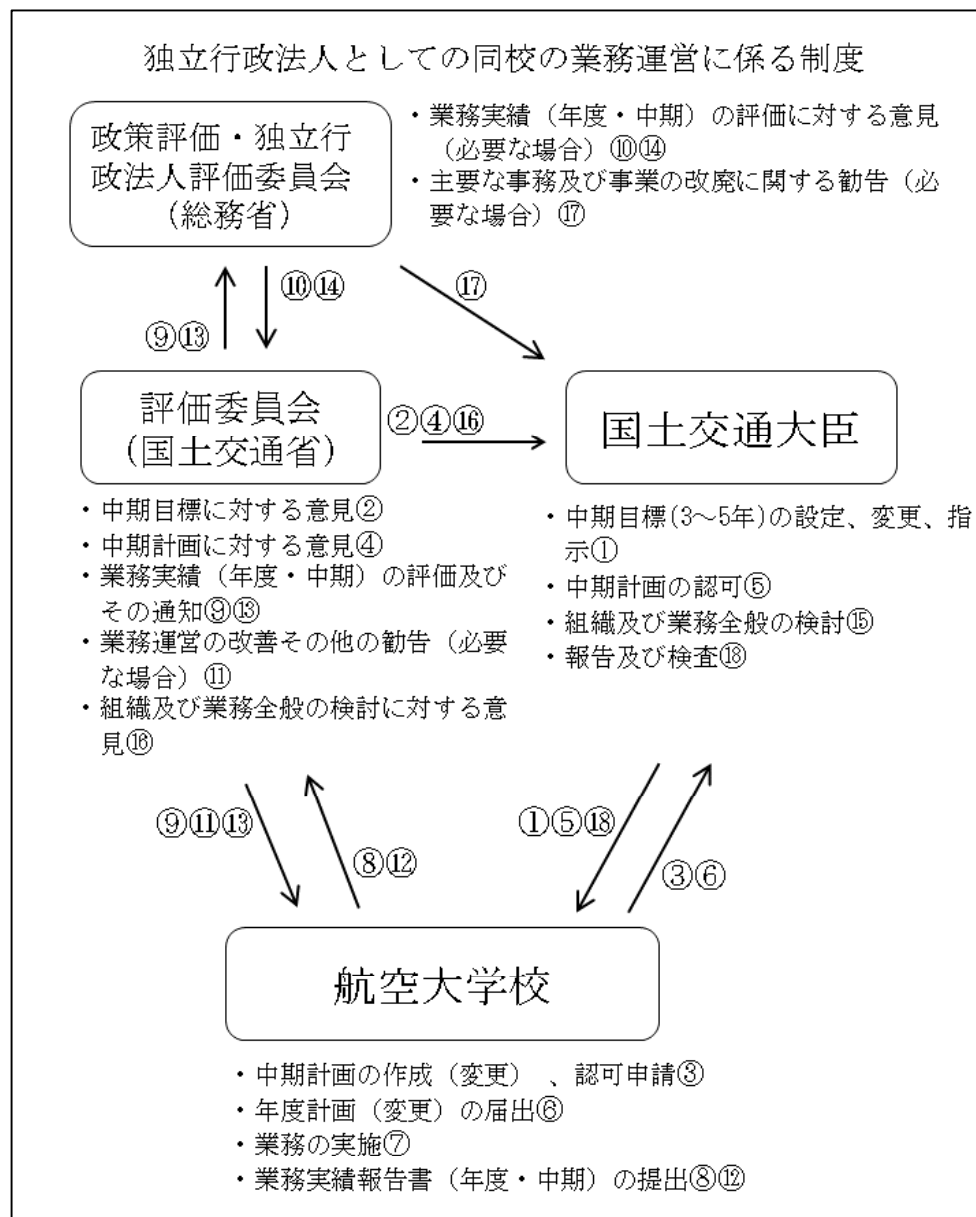 独立行政法人としての同校の業務運営に係る制度
政策評価・独立行
政法人評価委員会
(総務省)
・業務実績（年度・中期）の評価に対する意見
（必要な場合）⑩⑭
・主要な事務及び事業の改廃に関する勧告（必
要な場合）⑰
⑨⑬
⑩⑭
⑰
評価委員会
(国土交通省)
②④⑯
国土交通大臣
・中期目標に対する意見②
・中期計画に対する意見④
・業務実績（年度・中期）の評価及び
その通知⑨⑬
・業務運営の改善その他の勧告（必要
な場合）⑪
・組織及び業務全般の検討に対する意
見⑯
・中期目標(3～5年)の設定、変更、指
示①
・中期計画の認可⑤
・組織及び業務全般の検討⑮
・報告及び検査⑱
⑨⑪⑬
⑧⑫
①⑤⑱
③⑥
航空大学校
・中期計画の作成（変更）　、認可申請③
・年度計画（変更）の届出⑥
・業務の実施⑦
・業務実績報告書（年度・中期）の提出⑧⑫